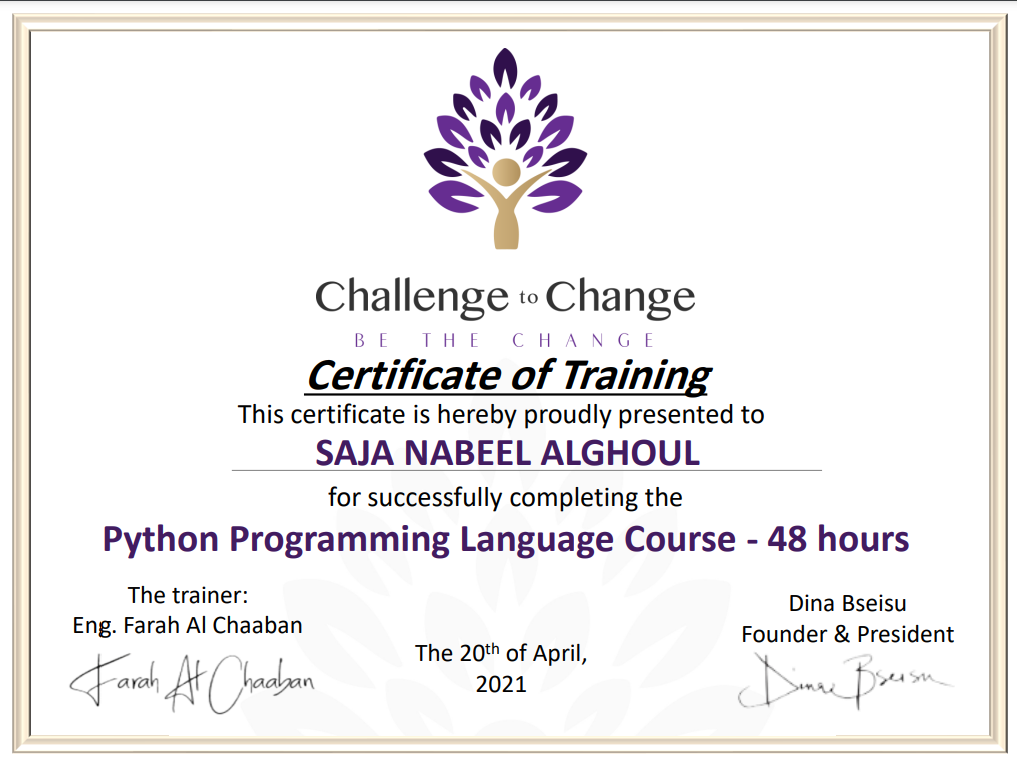 Challenge to Change
BE THE CHANGE
Certificate of Training
This certificate is hereby proudly presented to
SAJA NABEEL ALGHOUL
for successfully completing the
Python Programming Language Course - 48 hours
The trainer:
Eng. Farah Al Chaaban
Farah Al Chaaban
The 20th of April,
2021
Dina Bseisu
Founder & President
Dina Bseisu